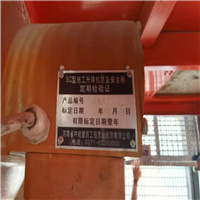 SC型施工升降机防坠安全器
定期检验证
产品编号
标定日期 年 月 日
有限标定日期壹年